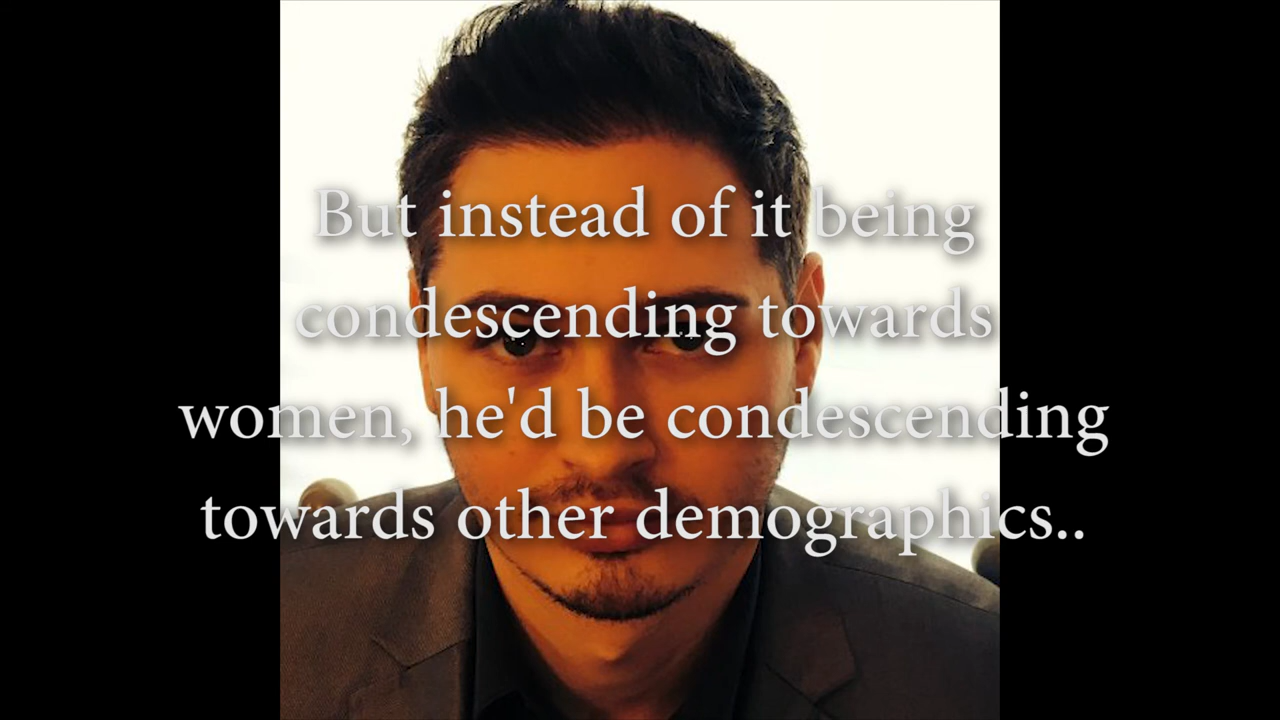 But instead of it being
condescending towards
women, he'd be condescending
towards other demographics..